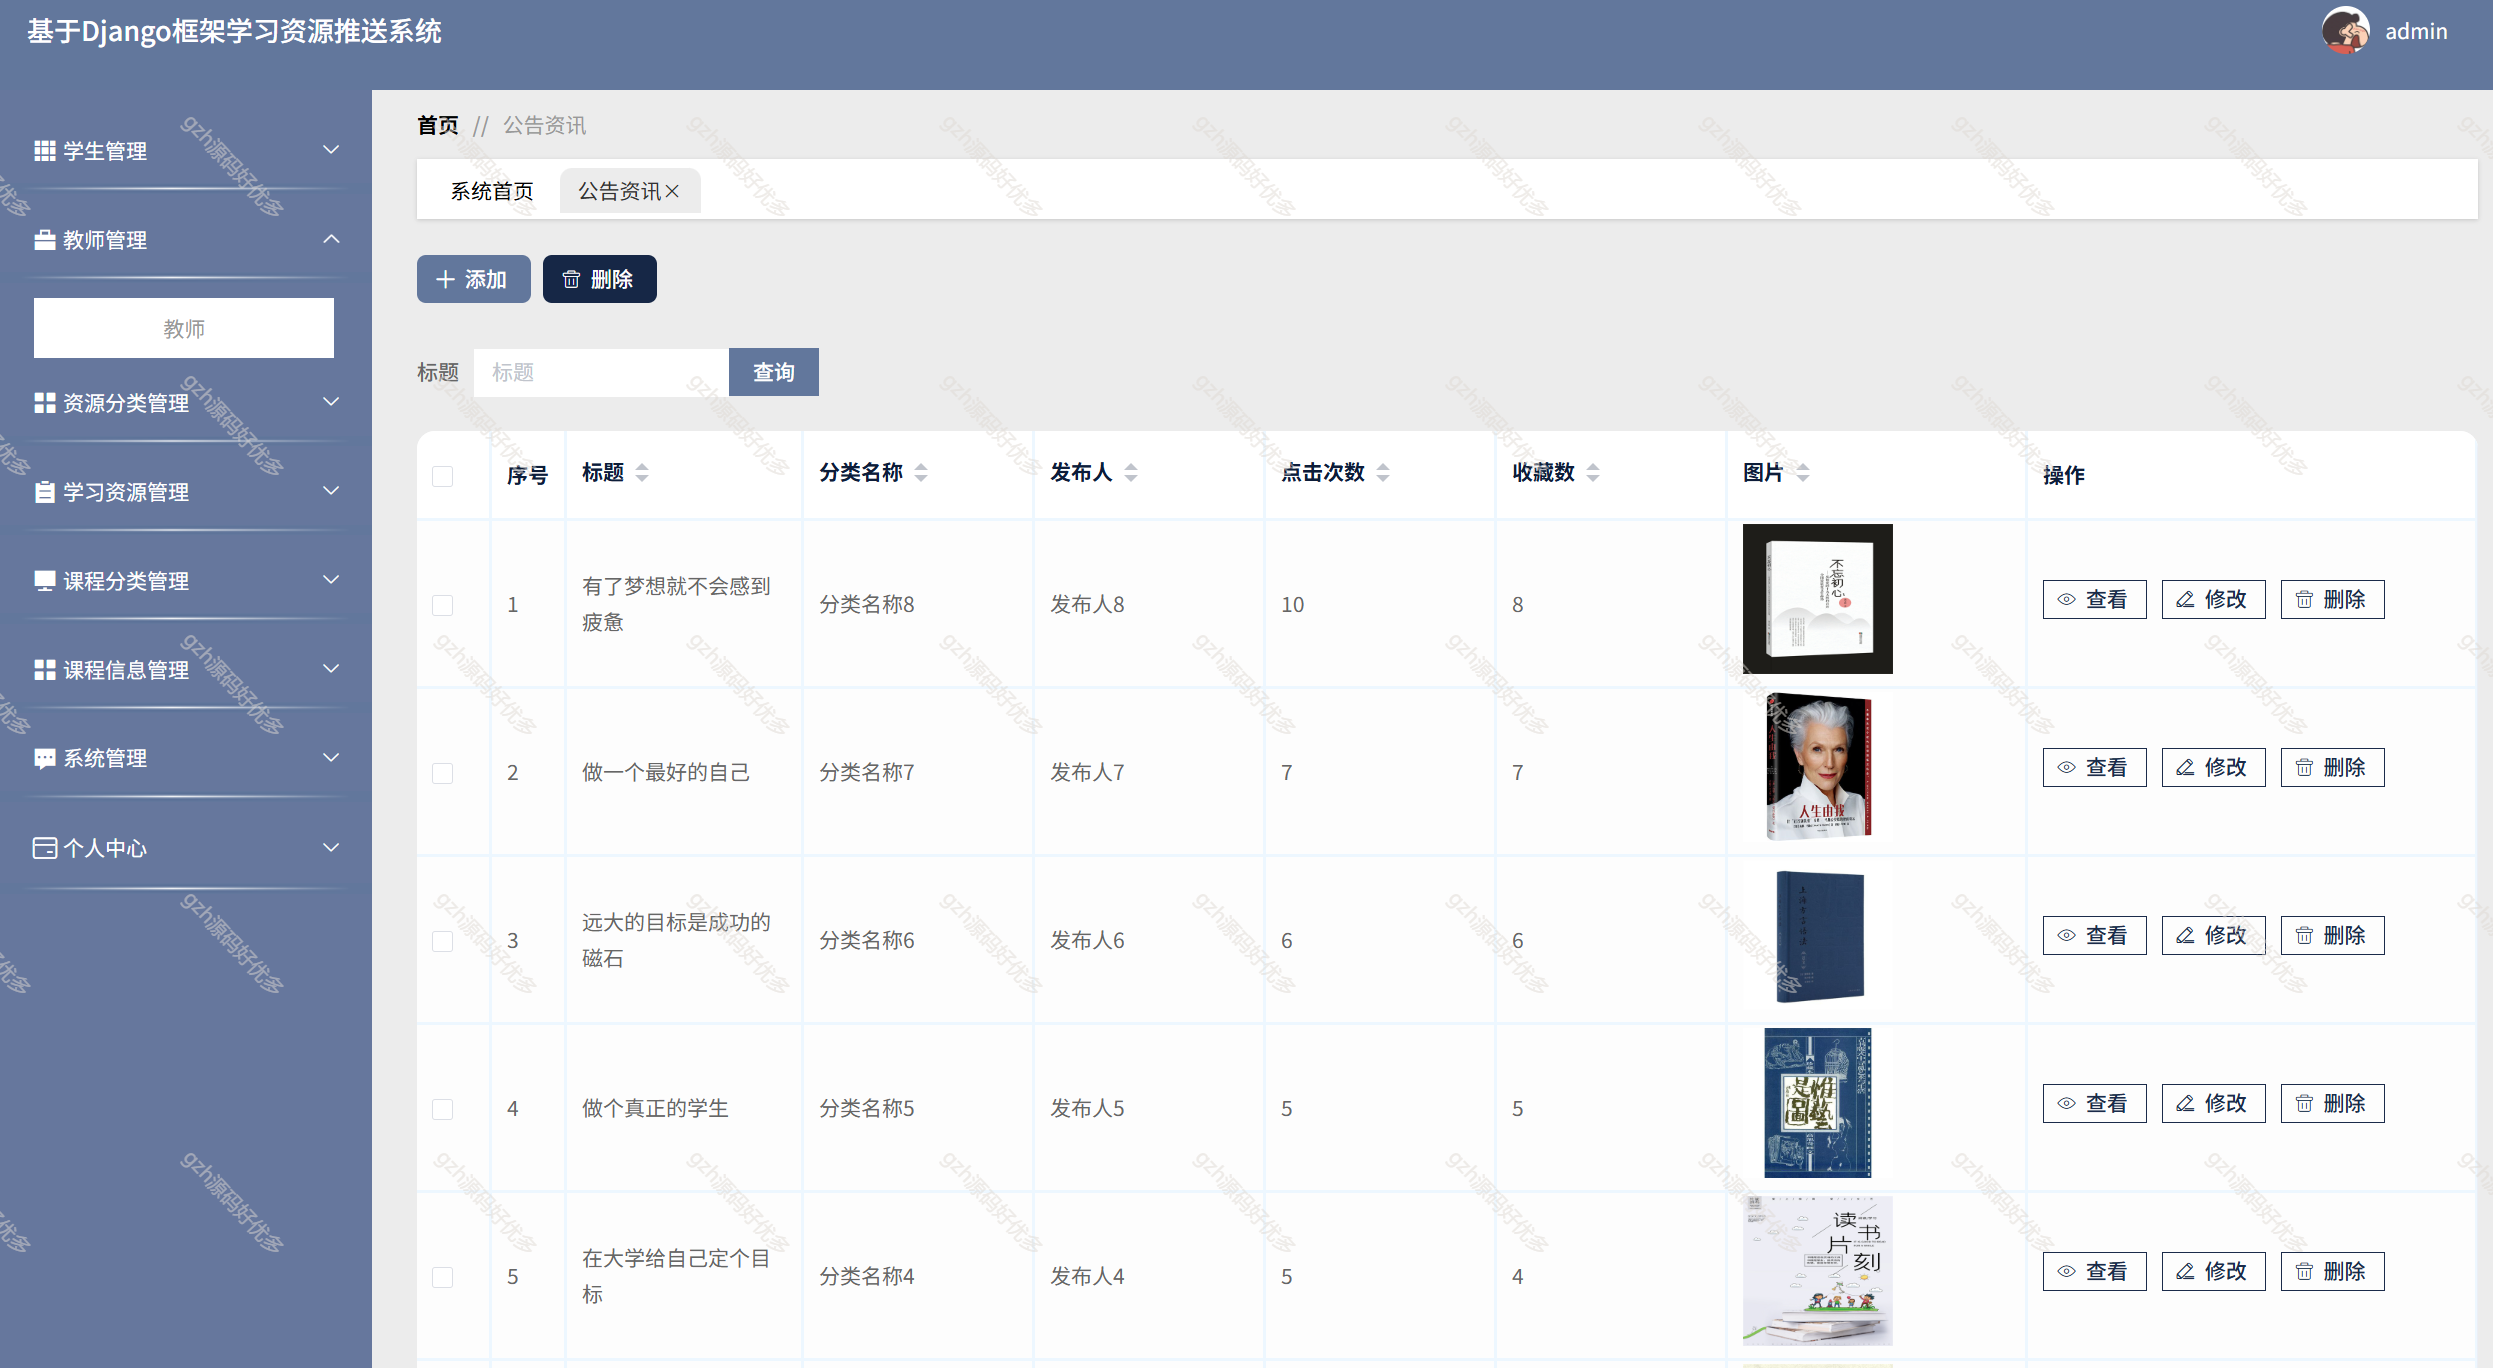 基于Django框架学习资源推送系统
admin
学生管理
教师管理
教师
资源分类管理
学习资源管理
课程分类管理
课程信息管理
系统管理
个人中心
首页 // 公告资讯
系统首页 公告资讯×
添加 删除
标题 标题 查询
序号 标题 分类名称 发布人 点击次数 收藏数 图片 操作
1 有了梦想就不会感到疲惫 分类名称8 发布人8 10 8 查看 修改 删除
不忘初心
2 做一个最好的自己 分类名称7 发布人7 7 7 查看 修改 删除
人生由我
3 远大的目标是成功的磁石 分类名称6 发布人6 6 6 查看 修改 删除
4 做个真正的学生 分类名称5 发布人5 5 5 查看 修改 删除
5 在大学给自己定个目标 分类名称4 发布人4 5 4 查看 修改 删除
读书片刻
gzh源码好优多